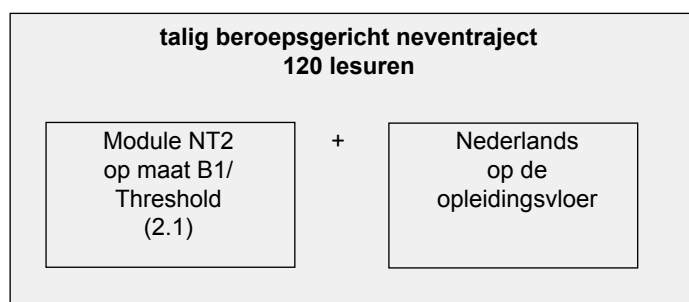 talig beroepsgericht neventraject
120 lesuren
Module NT2
op maat B1/
Threshold
(2.1)
+
Nederlands
op de
opleidingsvloer